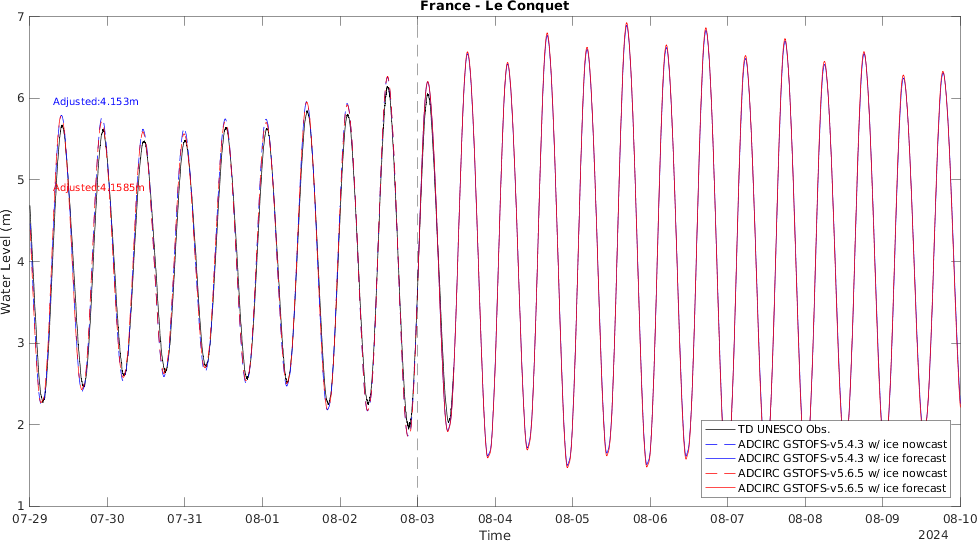 France - Le Conquet
7
6
5
4
3
2
1
Water Level (m)
Adjusted:4.153m
Adjusted:4.1585m
TD UNESCO Obs.
ADCIRC GSTOFS-v5.4.3 w/ ice nowcast
ADCIRC GSTOFS-v5.4.3 w/ ice forecast
ADCIRC GSTOFS-v5.6.5 w/ ice nowcast
ADCIRC GSTOFS-v5.6.5 w/ ice forecast
07-29 07-30 07-31 08-01 08-02 08-03 08-04 08-05 08-06 08-07 08-08 08-09 08-10
Time
2024